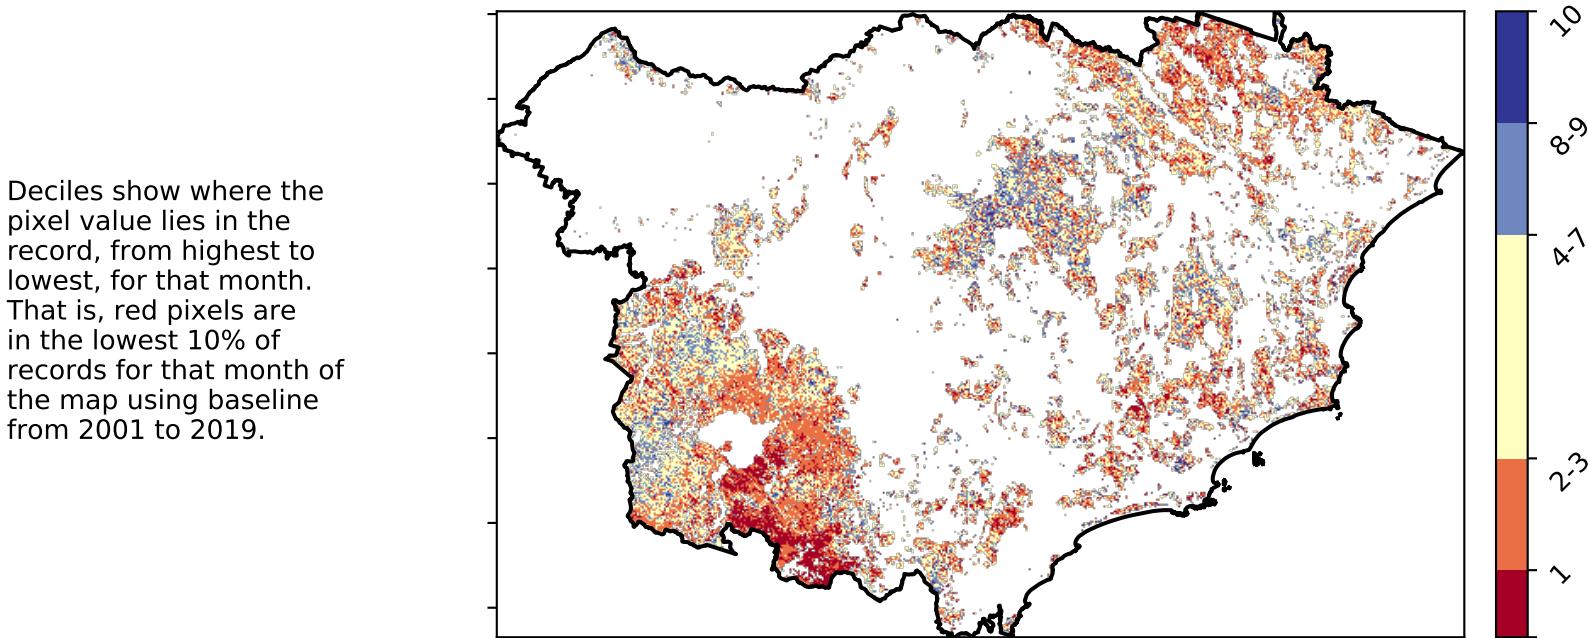 Deciles show where the
pixel value lies in the
record, from highest to
lowest, for that month.
That is, red pixels are
in the lowest 10% of
records for that month of
the map using baseline
from 2001 to 2019.
10
8-9
4-7
2-3
1